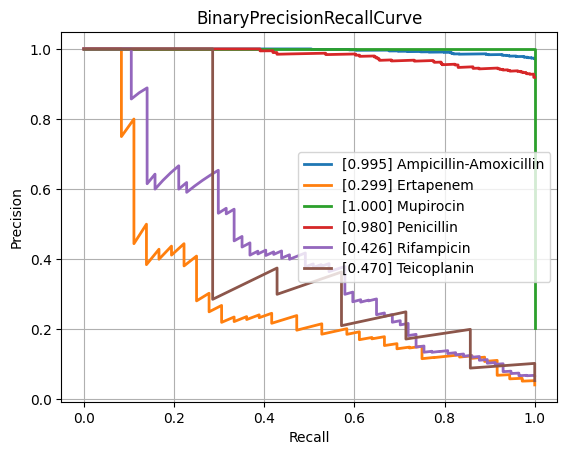 BinaryPrecisionRecallCurve
1.0
0.8
0.6
0.4
0.2
0.0
Precision
[0.995] Ampicillin-Amoxicillin
[0.299] Ertapenem
[1.000] Mupirocin
[0.980] Penicillin
[0.426] Rifampicin
[0.470] Teicoplanin
0.0 0.2 0.4 0.6 0.8 1.0
Recall